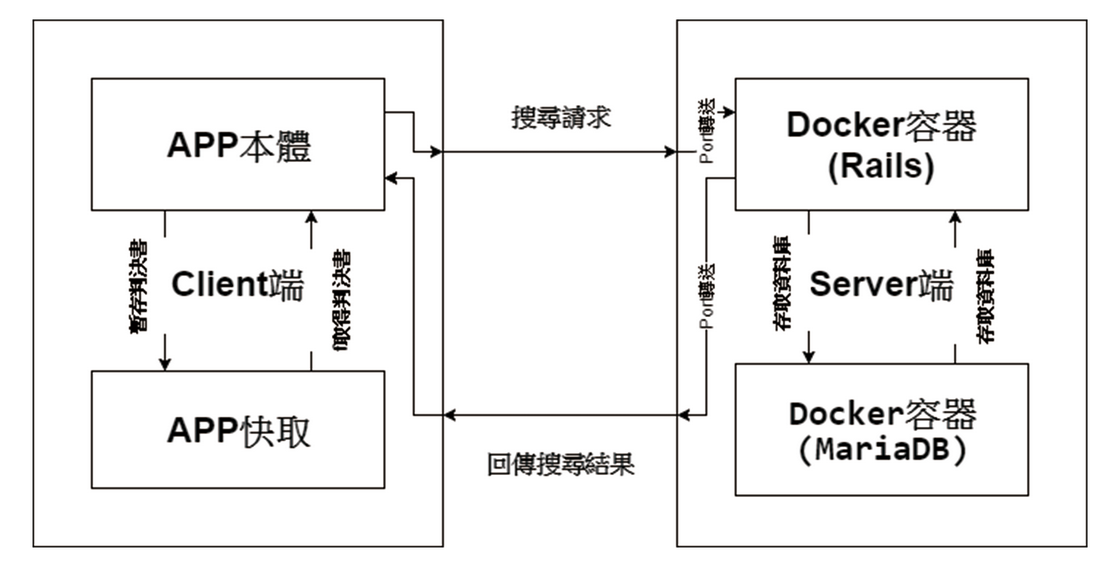 搜尋請求
Port轉送
APP本體
Docker容器
(Rails)
暫存判決書
Client端
取得判決書
Port轉送
存取資料庫
Server端
存取資料庫
APP快取
Docker容器
(MariaDB)
回傳搜尋結果